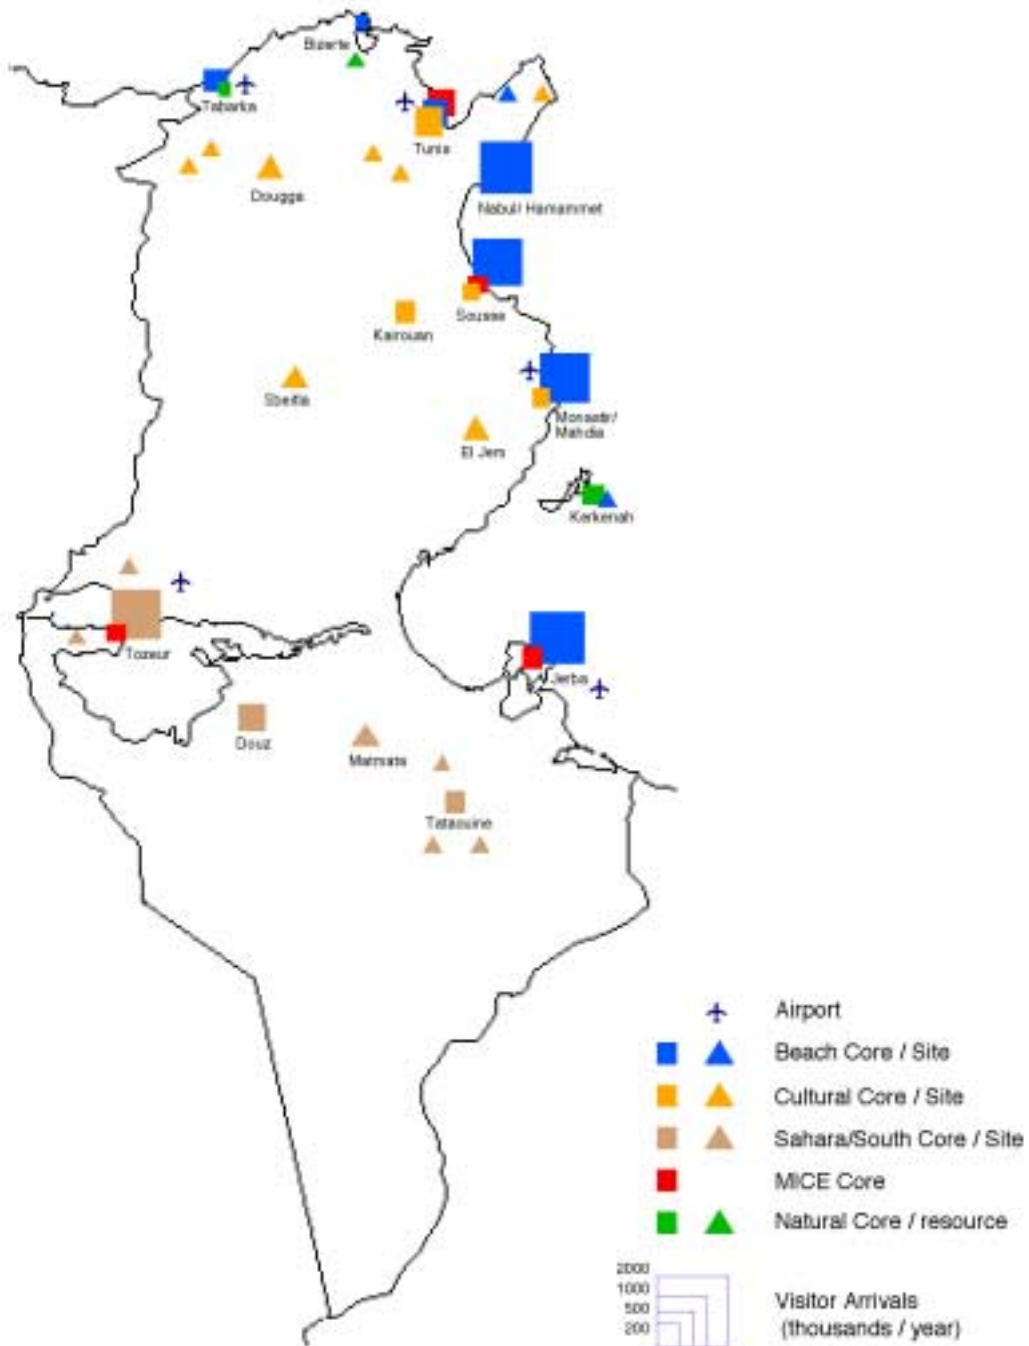 Bizerte
Tabarka
Tunis
Dougga
Nabul/ Hamammet
Sousse
Kairouan
Sbeitla
Monastir/
Mahdia
El Jem
Kerkenah
Tozeur
Jerba
Douz
Matmata
Tataouine
Airport
Beach Core / Site
Cultural Core / Site
Sahara/South Core / Site
MICE Core
Natural Core / resource
2000
1000
500
200
Visitor Arrivals
(thousands / year)